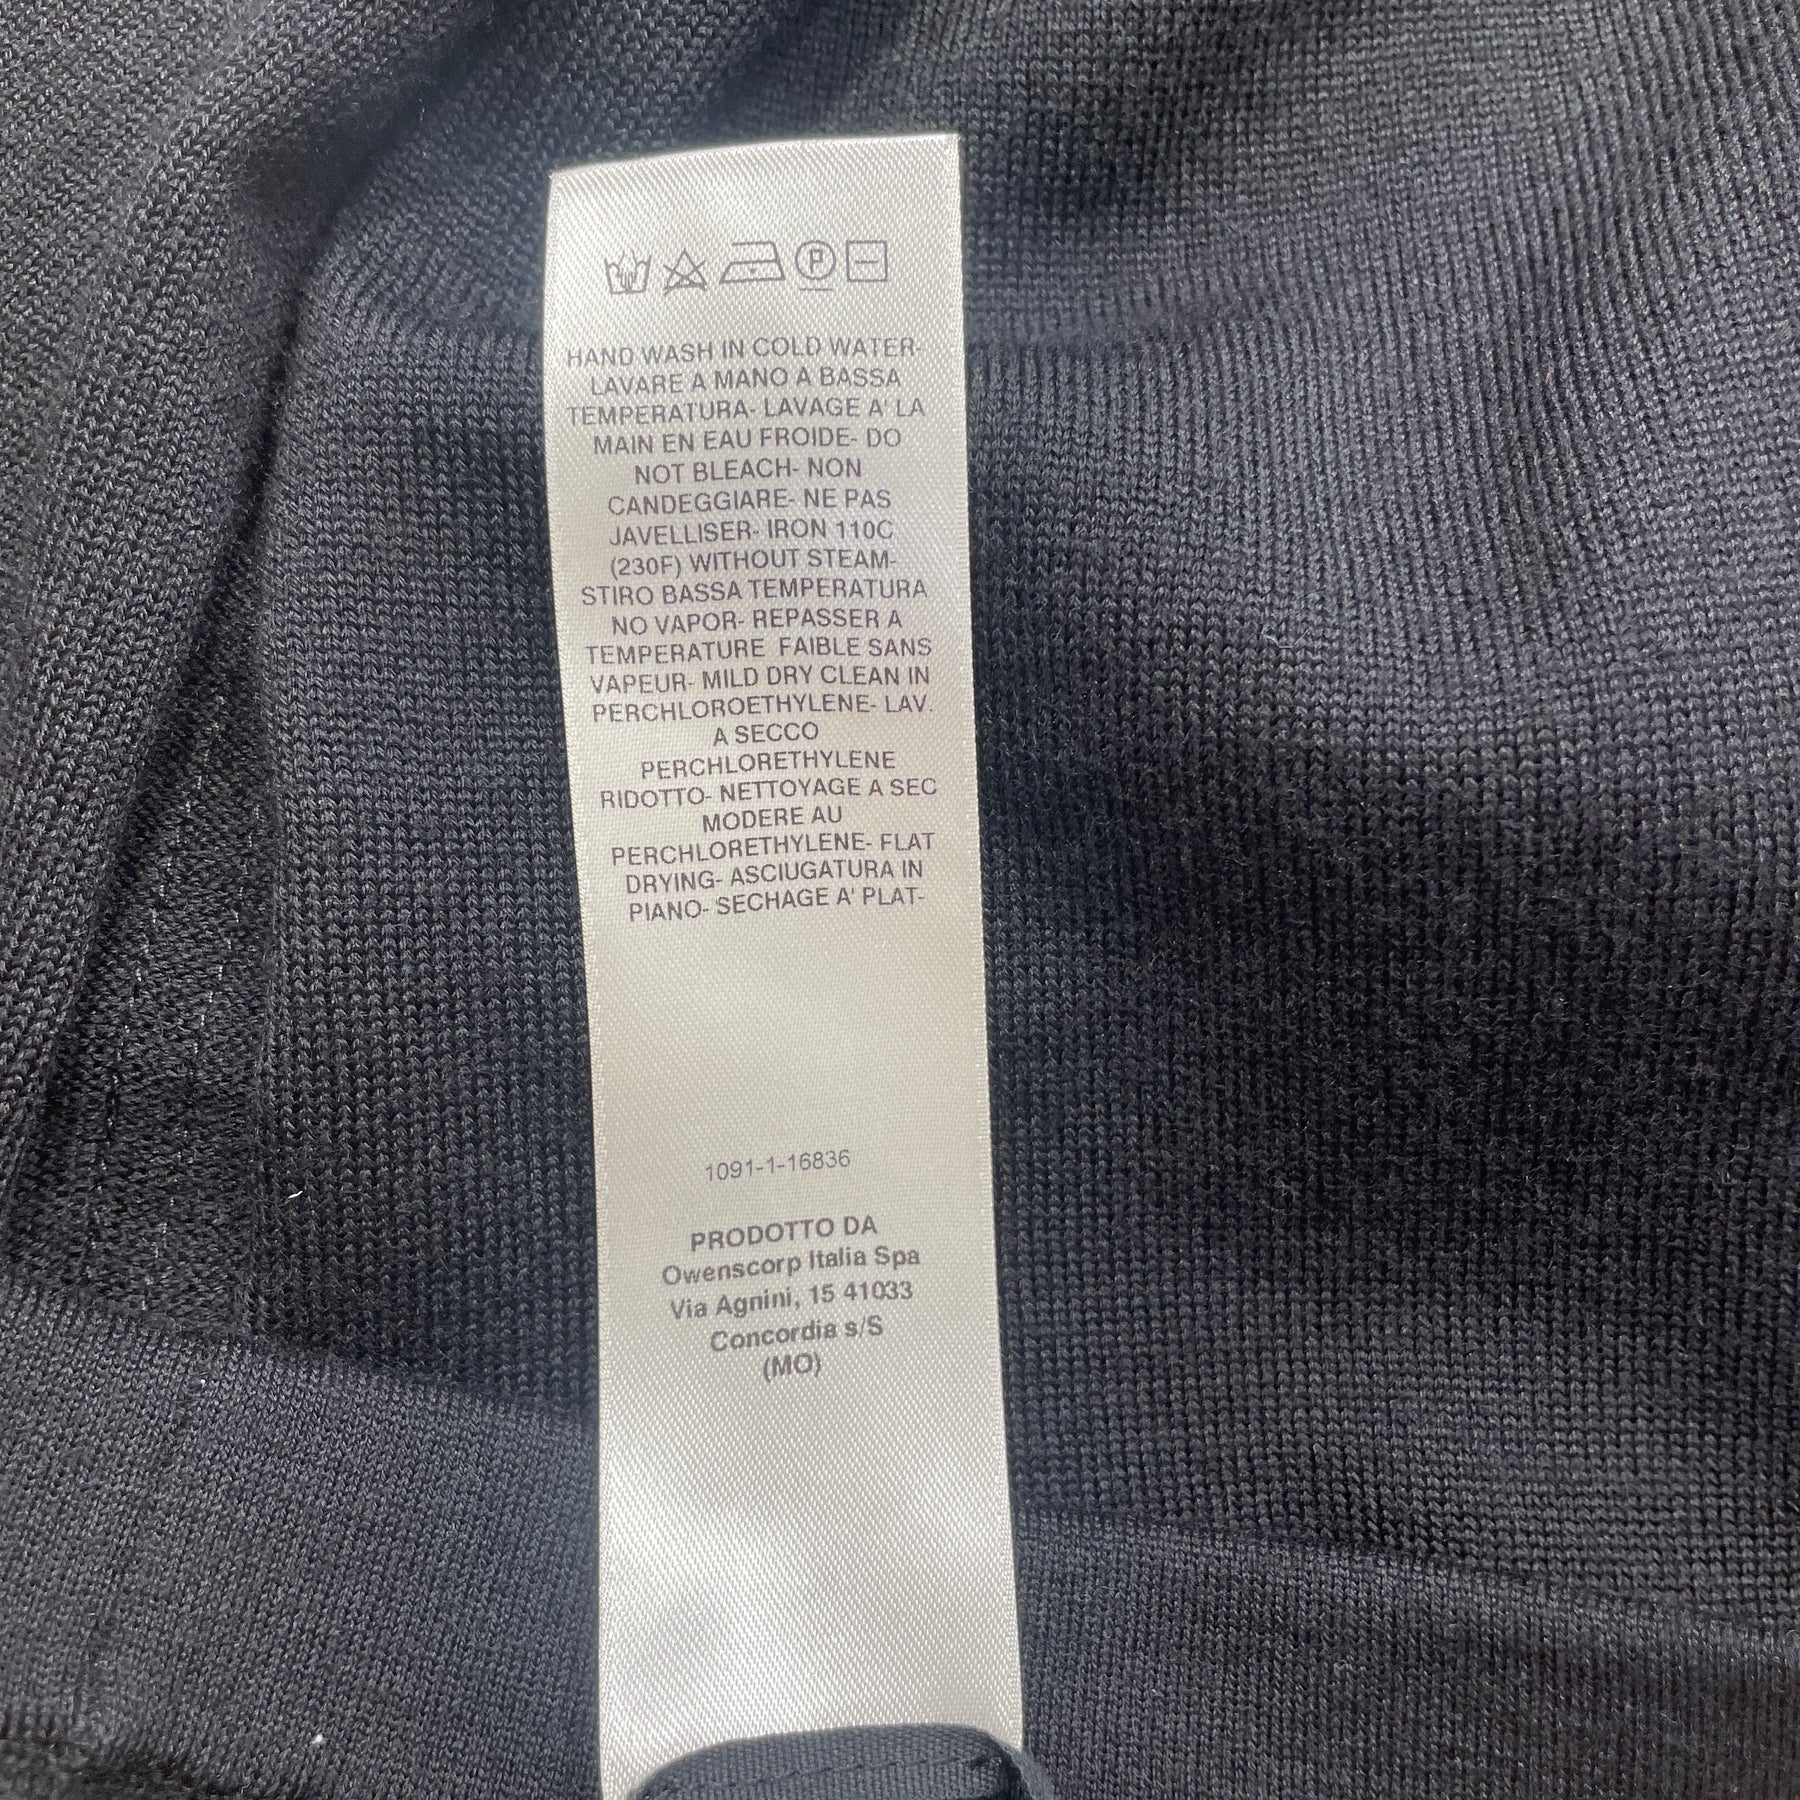 HAND WASH IN COLD WATER-
LAVARE A MANO A BASSA
TEMPERATURA- LAVAGE A' LA
MAIN EN EAU FROIDE- DO
NOT BLEACH- NON
CANDEGGIARE- NE PAS
JAVELLISER- IRON 110C
(230F) WITHOUT STEAM-
STIRO BASSA TEMPERATURA
NO VAPOR- REPASSER A
TEMPERATURE FAIBLE SANS
VAPEUR- MILD DRY CLEAN IN
PERCHLOROETHYLENE- LAV.
A SECCO
PERCHLORETHYLENE
RIDOTTO- NETTOYAGE A SEC
MODERE AU
PERCHLORETHYLENE- FLAT
DRYING- ASCIUGATURA IN
PIANO- SECHAGE A' PLAT-
1091-1-16836
PRODOTTO DA
Owenscorp Italia Spa
Via Agnini, 15 41033
Concordia s/S
(MO)